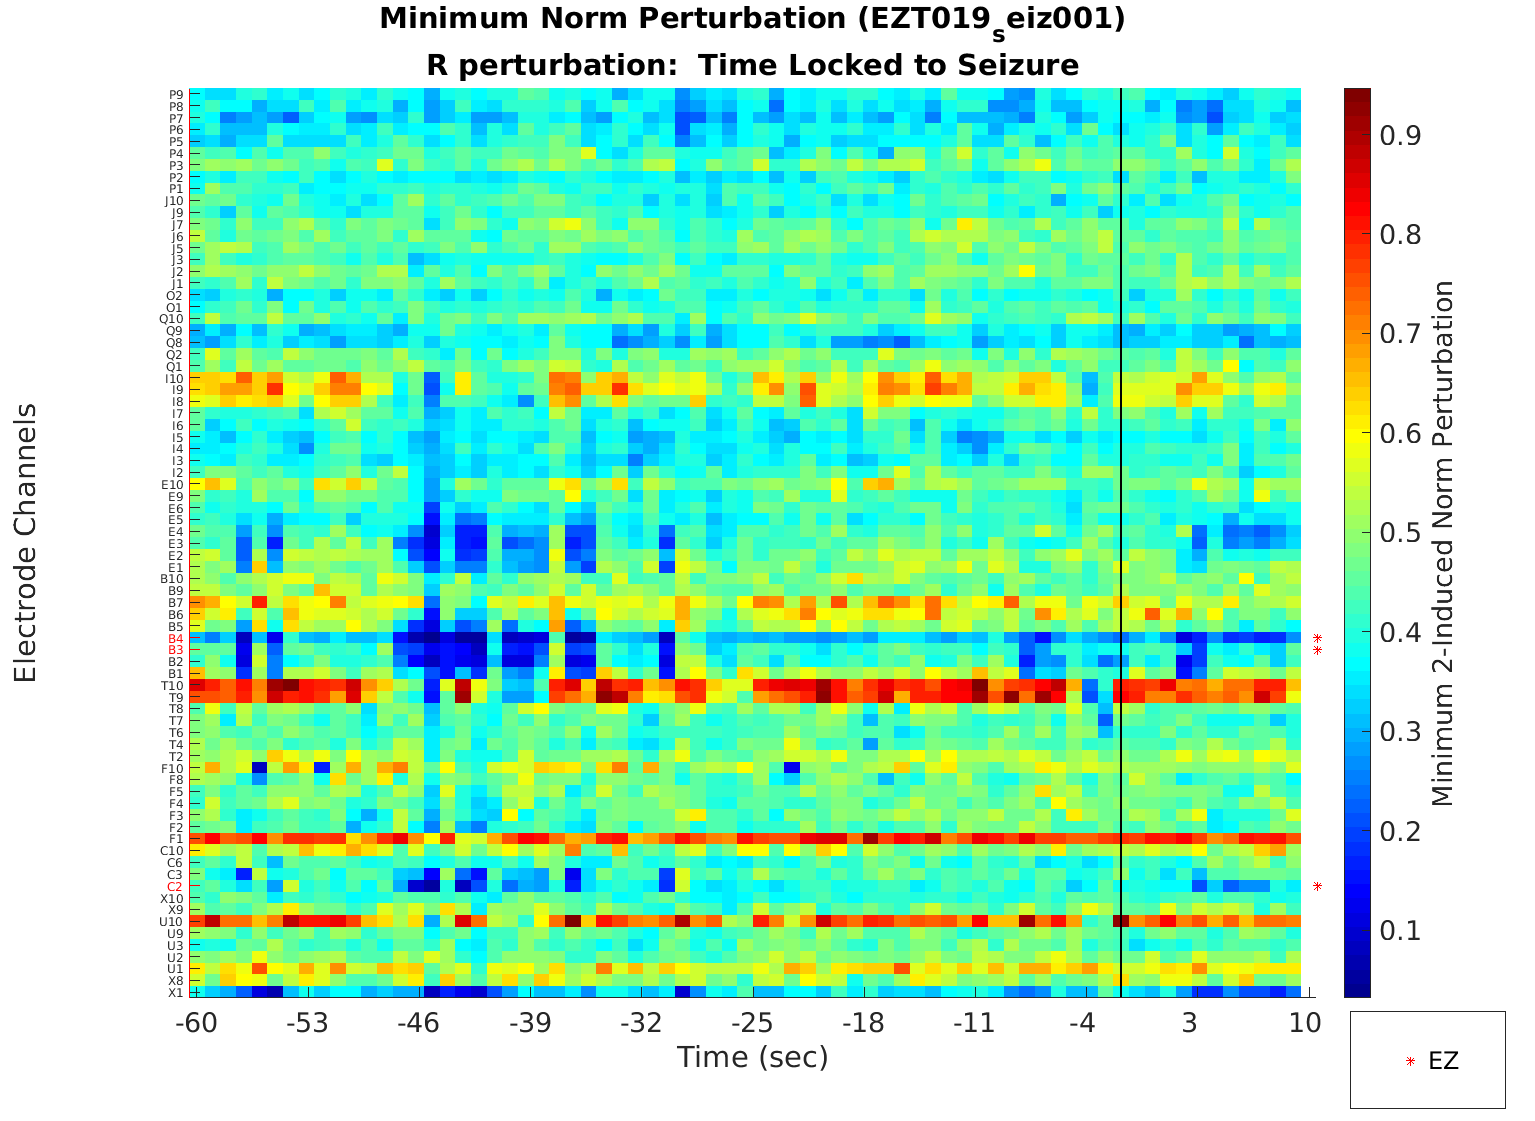 Minimum Norm Perturbation (EZT019seiz001)
R perturbation: Time Locked to Seizure
Electrode Channels
P9
P8
P7
P6
P5
P4
P3
P2
P1
J10
J9
J7
J6
J5
J3
J2
J1
O2
O1
Q10
Q9
Q8
Q2
Q1
I10
I9
I8
I7
I6
I5
I4
I3
I2
E10
E9
E6
E5
E4
E3
E2
E1
B10
B9
B7
B6
B5
B4
B3
B2
B1
T10
T9
T8
T7
T6
T4
T2
F10
F8
F5
F4
F3
F2
F1
C10
C6
C3
C2
X10
X9
U10
U9
U3
U2
U1
X8
X1
-60 -53 -46 -39 -32 -25 -18 -11 -4 3 10
Time (sec)
0.9
0.8
0.7
0.6
0.5
0.4
0.3
0.2
0.1
Minimum 2-Induced Norm Perturbation
EZ